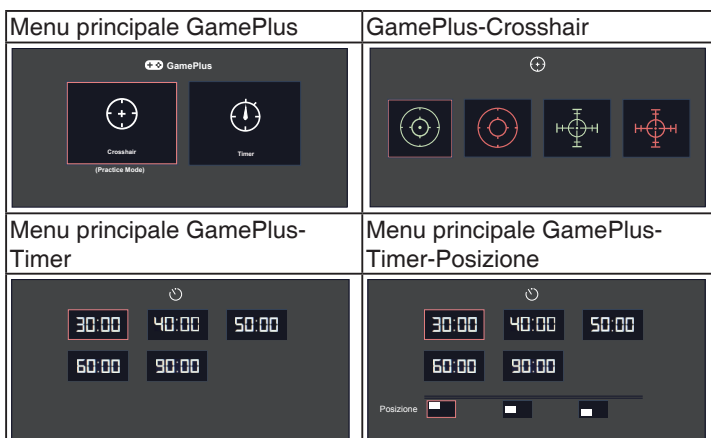 Menu principale GamePlus
GamePlus-Crosshair
GamePlus
Crosshair
Timer
(Practice Mode)
Menu principale GamePlus-
Timer
Menu principale GamePlus-
Timer-Posizione
30:00 40:00 50:00
60:00 90:00
30:00 40:00 50:00
60:00 90:00
Posizione